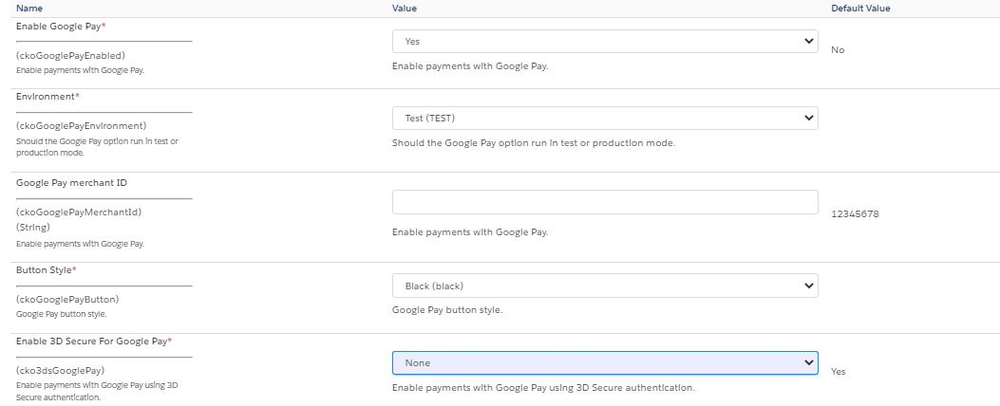 Name Value Default Value
Enable Google Pay*
Yes
No
(ckoGooglePayEnabled)
Enable payments with Google Pay.
Enable payments with Google Pay.
Environment*
Test (TEST)
(ckoGooglePayEnvironment)
Should the Google Pay option run in test or
production mode.
Should the Google Pay option run in test or production mode.
Google Pay merchant ID
12345678
(ckoGooglePayMerchantId)
(String)
Enable payments with Google Pay.
Enable payments with Google Pay.
Button Style*
Black (black)
(ckoGooglePayButton)
Google Pay button style.
Google Pay button style.
Enable 3D Secure For Google Pay*
None
Yes
(cko3dsGooglePay)
Enable payments with Google Pay using 3D
Secure authentication.
Enable payments with Google Pay using 3D Secure authentication.